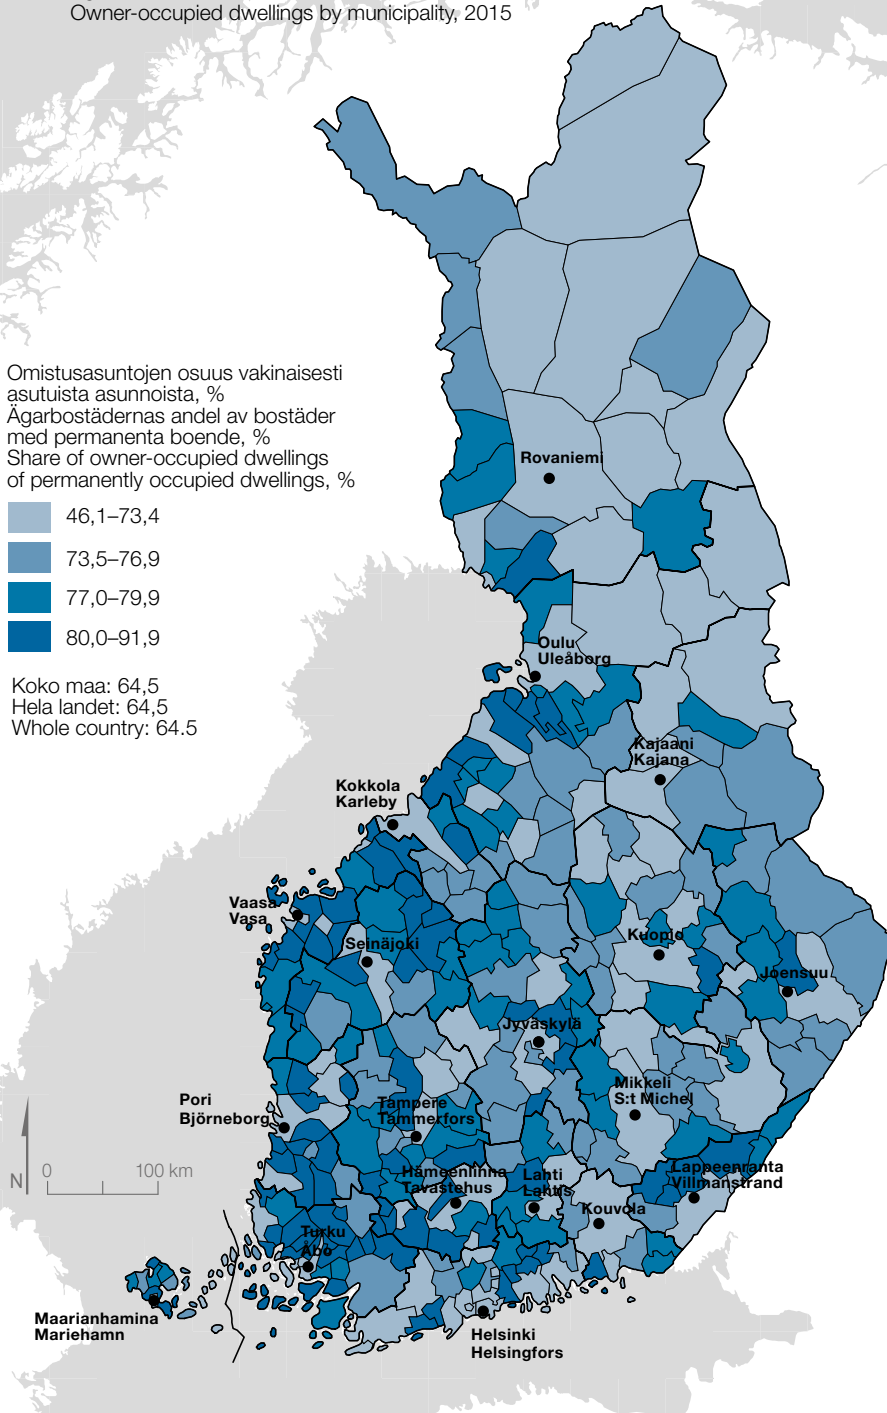 Owner-occupied dwellings by municipality, 2015
Omistusasuntojen osuus vakinaisesti
asutuista asunnoista, %
Ägarbostädernas andel av bostäder
med permanenta boende, %
Share of owner-occupied dwellings
of permanently occupied dwellings, %
46,1–73,4
73,5–76,9
77,0–79,9
80,0–91,9
Koko maa: 64,5
Hela landet: 64,5
Whole country: 64.5
Rovaniemi
Oulu
Uleåborg
Kajaani
Kajana
Kokkola
Karleby
Vaasa
Vasa
Seinäjoki
Kuopio
Joensuu
Jyväskylä
Mikkeli
S:t Michel
Pori
Björneborg
Tampere
Tammerfors
Hämeenlinna
Tavastehus
Lahti
Lahtis
Lappeenranta
Villmanstrand
Kouvola
Turku
Åbo
Maarianhamina
Mariehamn
Helsinki
Helsingfors
N
0 100 km